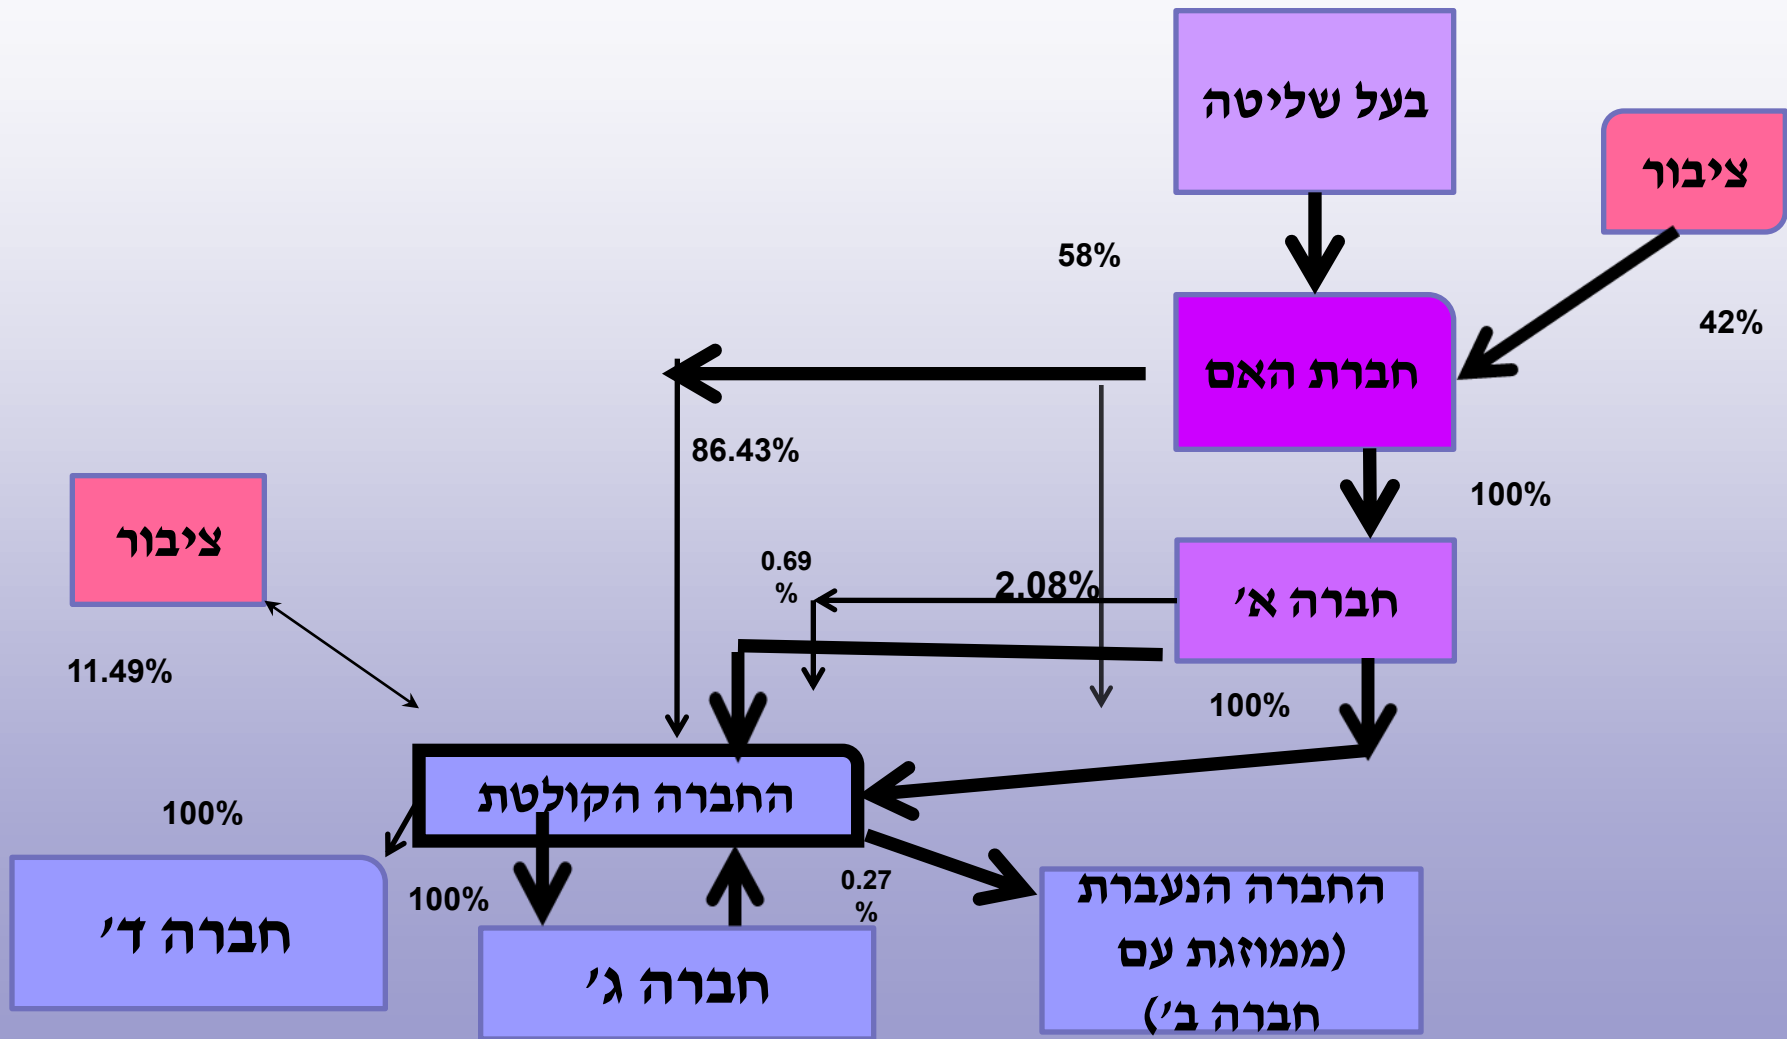 בעל שליטה
ציבור
58%
42%
חברת האם
86.43%
100%
ציבור
0.69
%
2.08%
חברה א'
11.49%
100%
החברה הקולטת
100%
100%
0.27
%
החברה הנעברת
(ממוזגת עם
חברה ב')
חברה ד'
חברה ג'